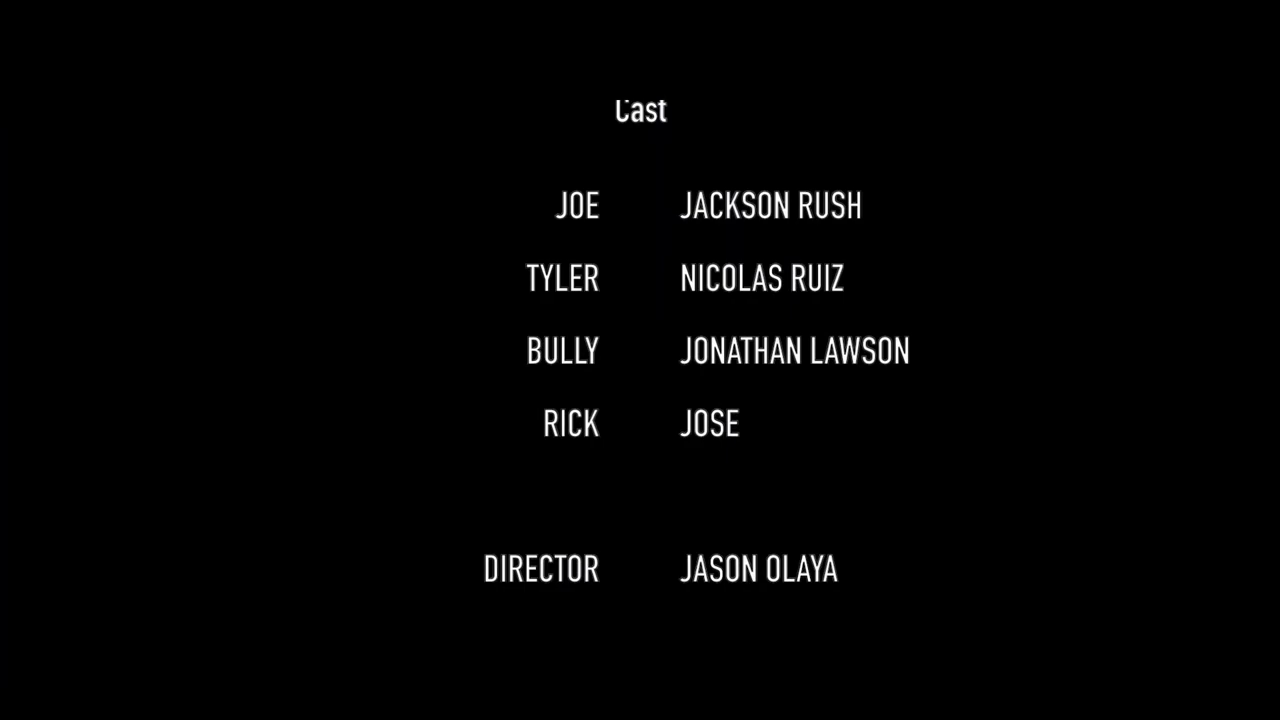 Cast
JOE JACKSON RUSH
TYLER NICOLAS RUIZ
BULLY JONATHAN LAWSON
RICK JOSE
DIRECTOR JASON OLAYA